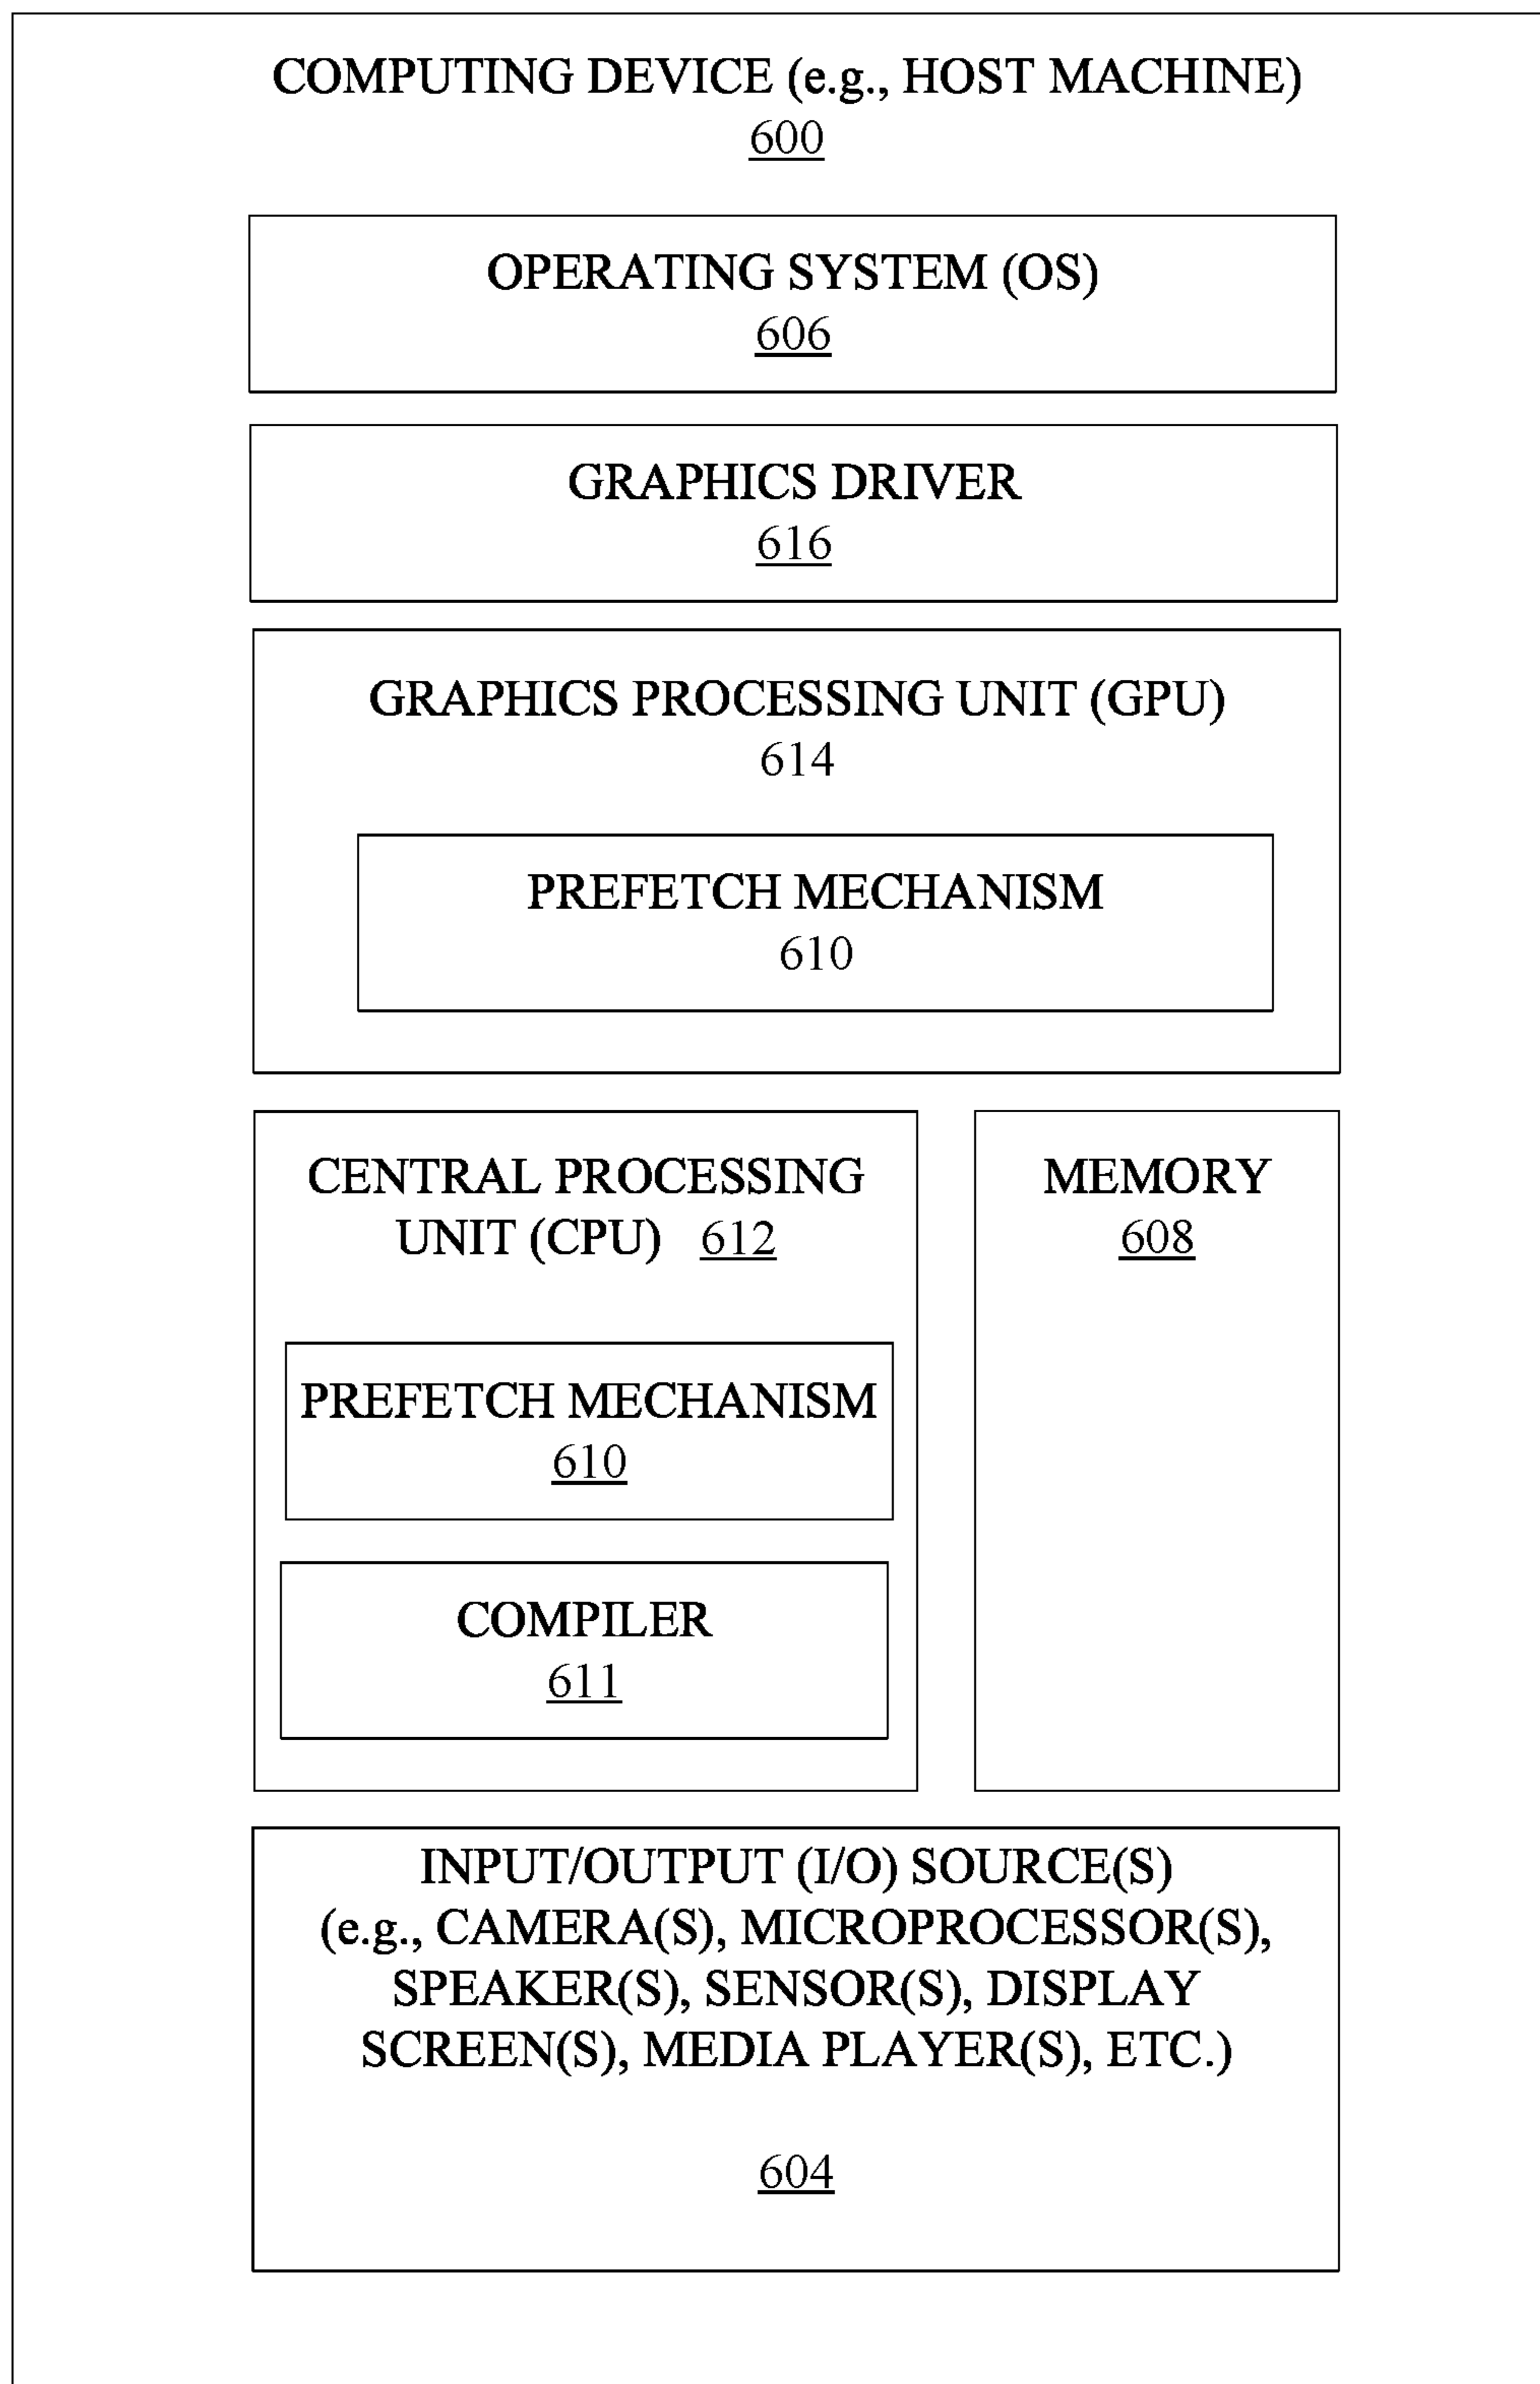 COMPUTING DEVICE (e.g., HOST MACHINE)
600
OPERATING SYSTEM (OS)
606
GRAPHICS DRIVER
616
GRAPHICS PROCESSING UNIT (GPU)
614
PREFETCH MECHANISM
610
CENTRAL PROCESSING
UNIT (CPU) 612
PREFETCH MECHANISM
610
COMPILER
611
MEMORY
608
INPUT/OUTPUT (I/O) SOURCE(S)
(e.g., CAMERA(S), MICROPROCESSOR(S),
SPEAKER(S), SENSOR(S), DISPLAY
SCREEN(S), MEDIA PLAYER(S), ETC.)
604